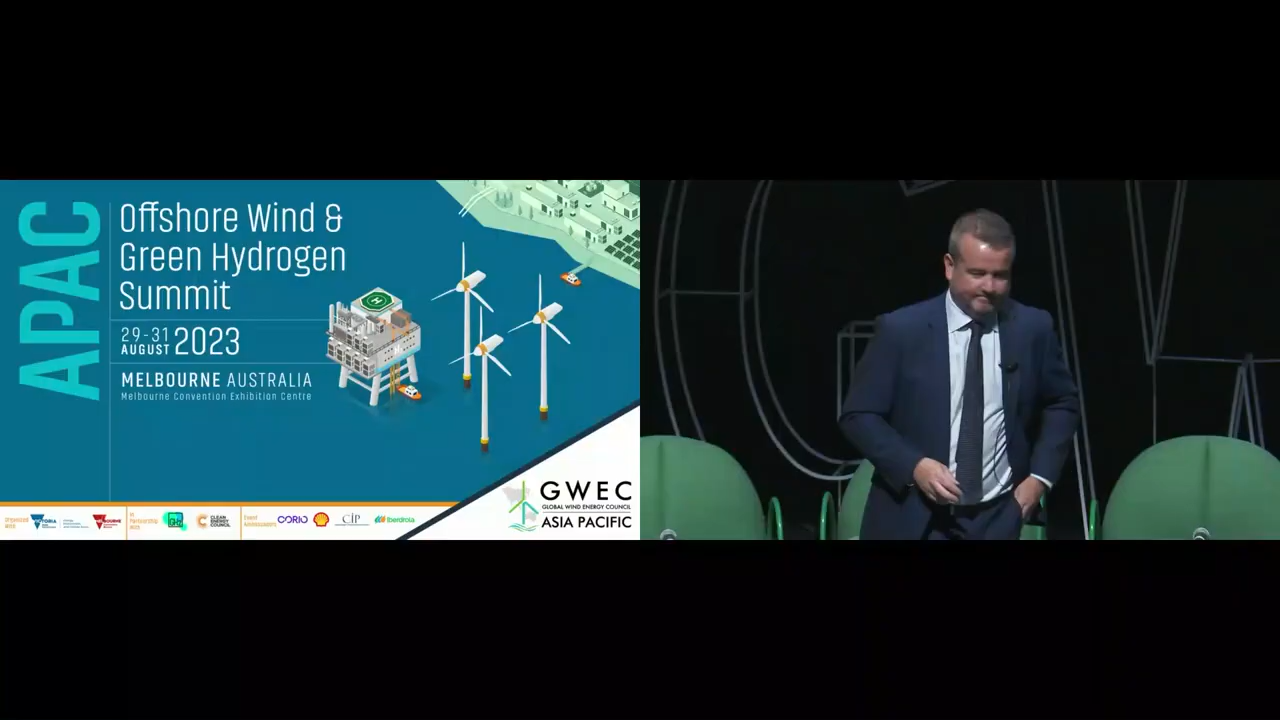 APAC
Offshore Wind &
Green Hydrogen
Summit
29-31
AUGUST 2023
MELBOURNE AUSTRALIA
Melbourne Convention Exhibition Centre
GWEC
GLOBAL WIND ENERGY COUNCIL
ASIA PACIFIC
CLEAN
ENERGY
COUNCIL
CORIO
CIP
Iberdrola